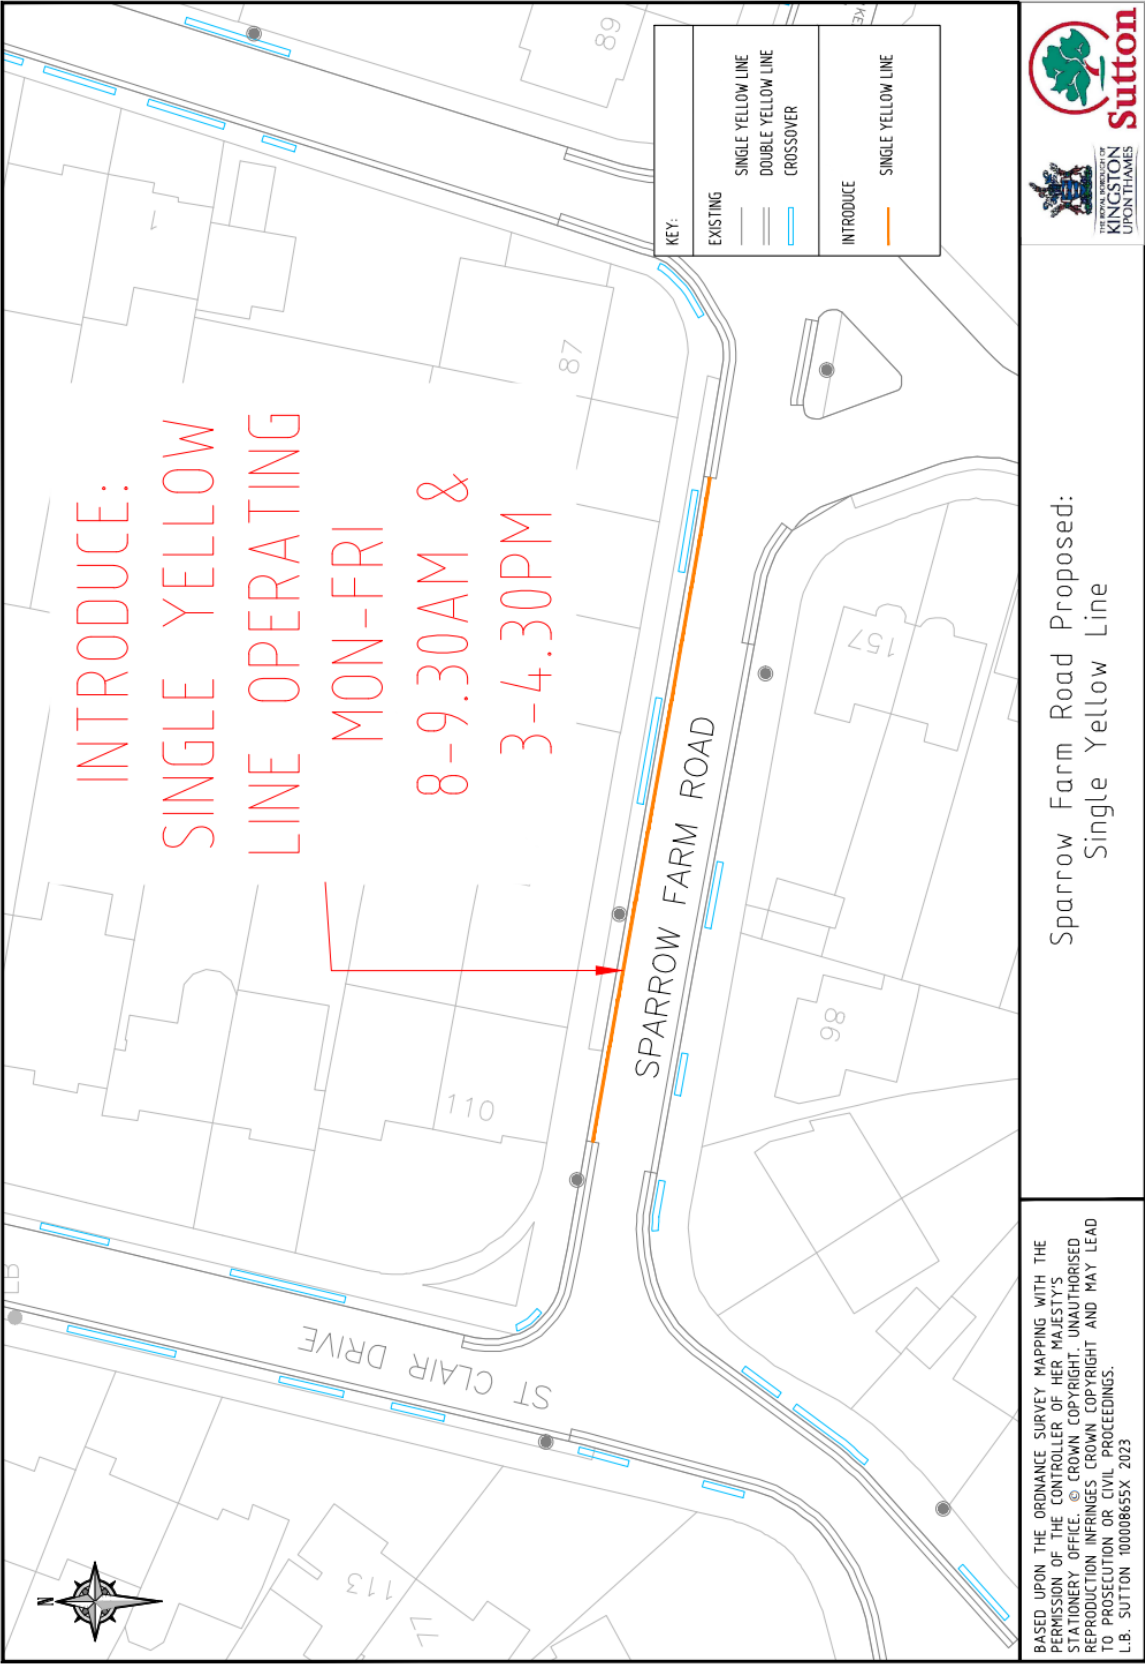 INTRODUCE:
SINGLE YELLOW
LINE OPERATING
MON-FRI
8-9.30AM &
3-4.30PM
SPARROW FARM ROAD
ST CLAIR DRIVE
1
87
89
110
157
98
113
77
LB
N
KEY:
EXISTING
SINGLE YELLOW LINE
DOUBLE YELLOW LINE
CROSSOVER
INTRODUCE
SINGLE YELLOW LINE
THE ROYAL BOROUGH OF
KINGSTON
UPON THAMES
Sutton
Sparrow Farm Road Proposed:
Single Yellow Line
BASED UPON THE ORDNANCE SURVEY MAPPING WITH THE
PERMISSION OF THE CONTROLLER OF HER MAJESTY'S
STATIONERY OFFICE. © CROWN COPYRIGHT. UNAUTHORISED
REPRODUCTION INFRINGES CROWN COPYRIGHT AND MAY LEAD
TO PROSECUTION OR CIVIL PROCEEDINGS.
L.B. SUTTON 100008655X 2023